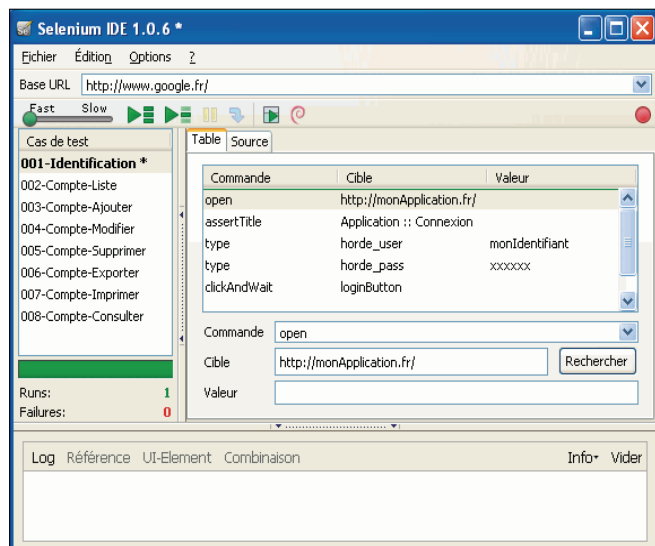 Selenium IDE 1.0.6 *
Fichier Édition Options ?
Base URL http://www.google.fr/
Fast Slow
Cas de test
001-Identification *
002-Compte-Liste
003-Compte-Ajouter
004-Compte-Modifier
005-Compte-Supprimer
006-Compte-Exporter
007-Compte-Imprimer
008-Compte-Consulter
Runs: 1
Failures: 0
Table Source
Commande Cible Valeur
open http://monApplication.fr/
assertTitle Application :: Connexion
type horde_user monIdentifiant
type horde_pass xxxxxx
clickAndWait loginButton
Commande open
Cible http://monApplication.fr/ Rechercher
Valeur
Log Référence UI-Element Combinaison Info Vider